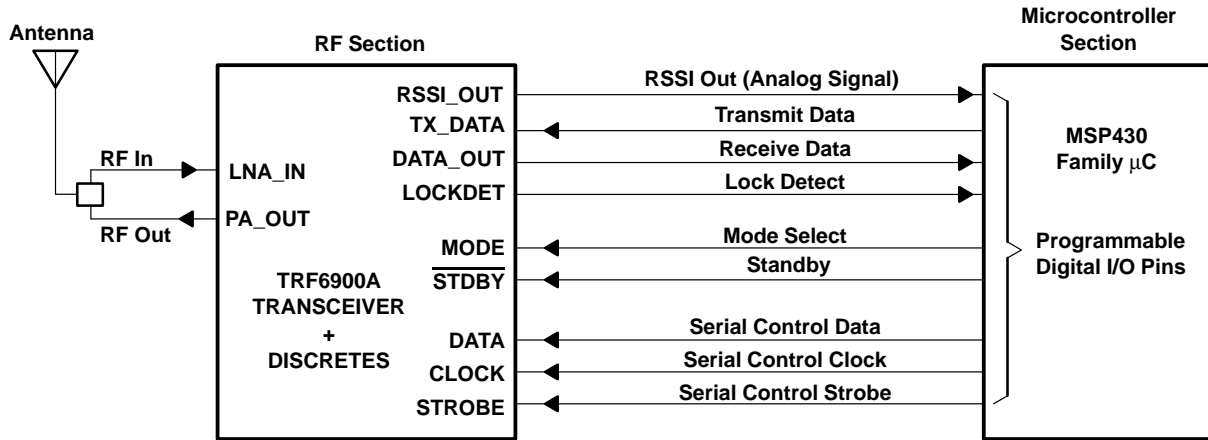 Antenna
RF Section
Microcontroller
Section
RSSI_OUT
RSSI Out (Analog Signal)
TX_DATA
Transmit Data
DATA_OUT
Receive Data
LOCKDET
Lock Detect
RF In
LNA_IN
PA_OUT
RF Out
MODE
Mode Select
STDBY
Standby
TRF6900A
TRANSCEIVER
+
DISCRETES
DATA
Serial Control Data
CLOCK
Serial Control Clock
STROBE
Serial Control Strobe
MSP430
Family μC
Programmable
Digital I/O Pins